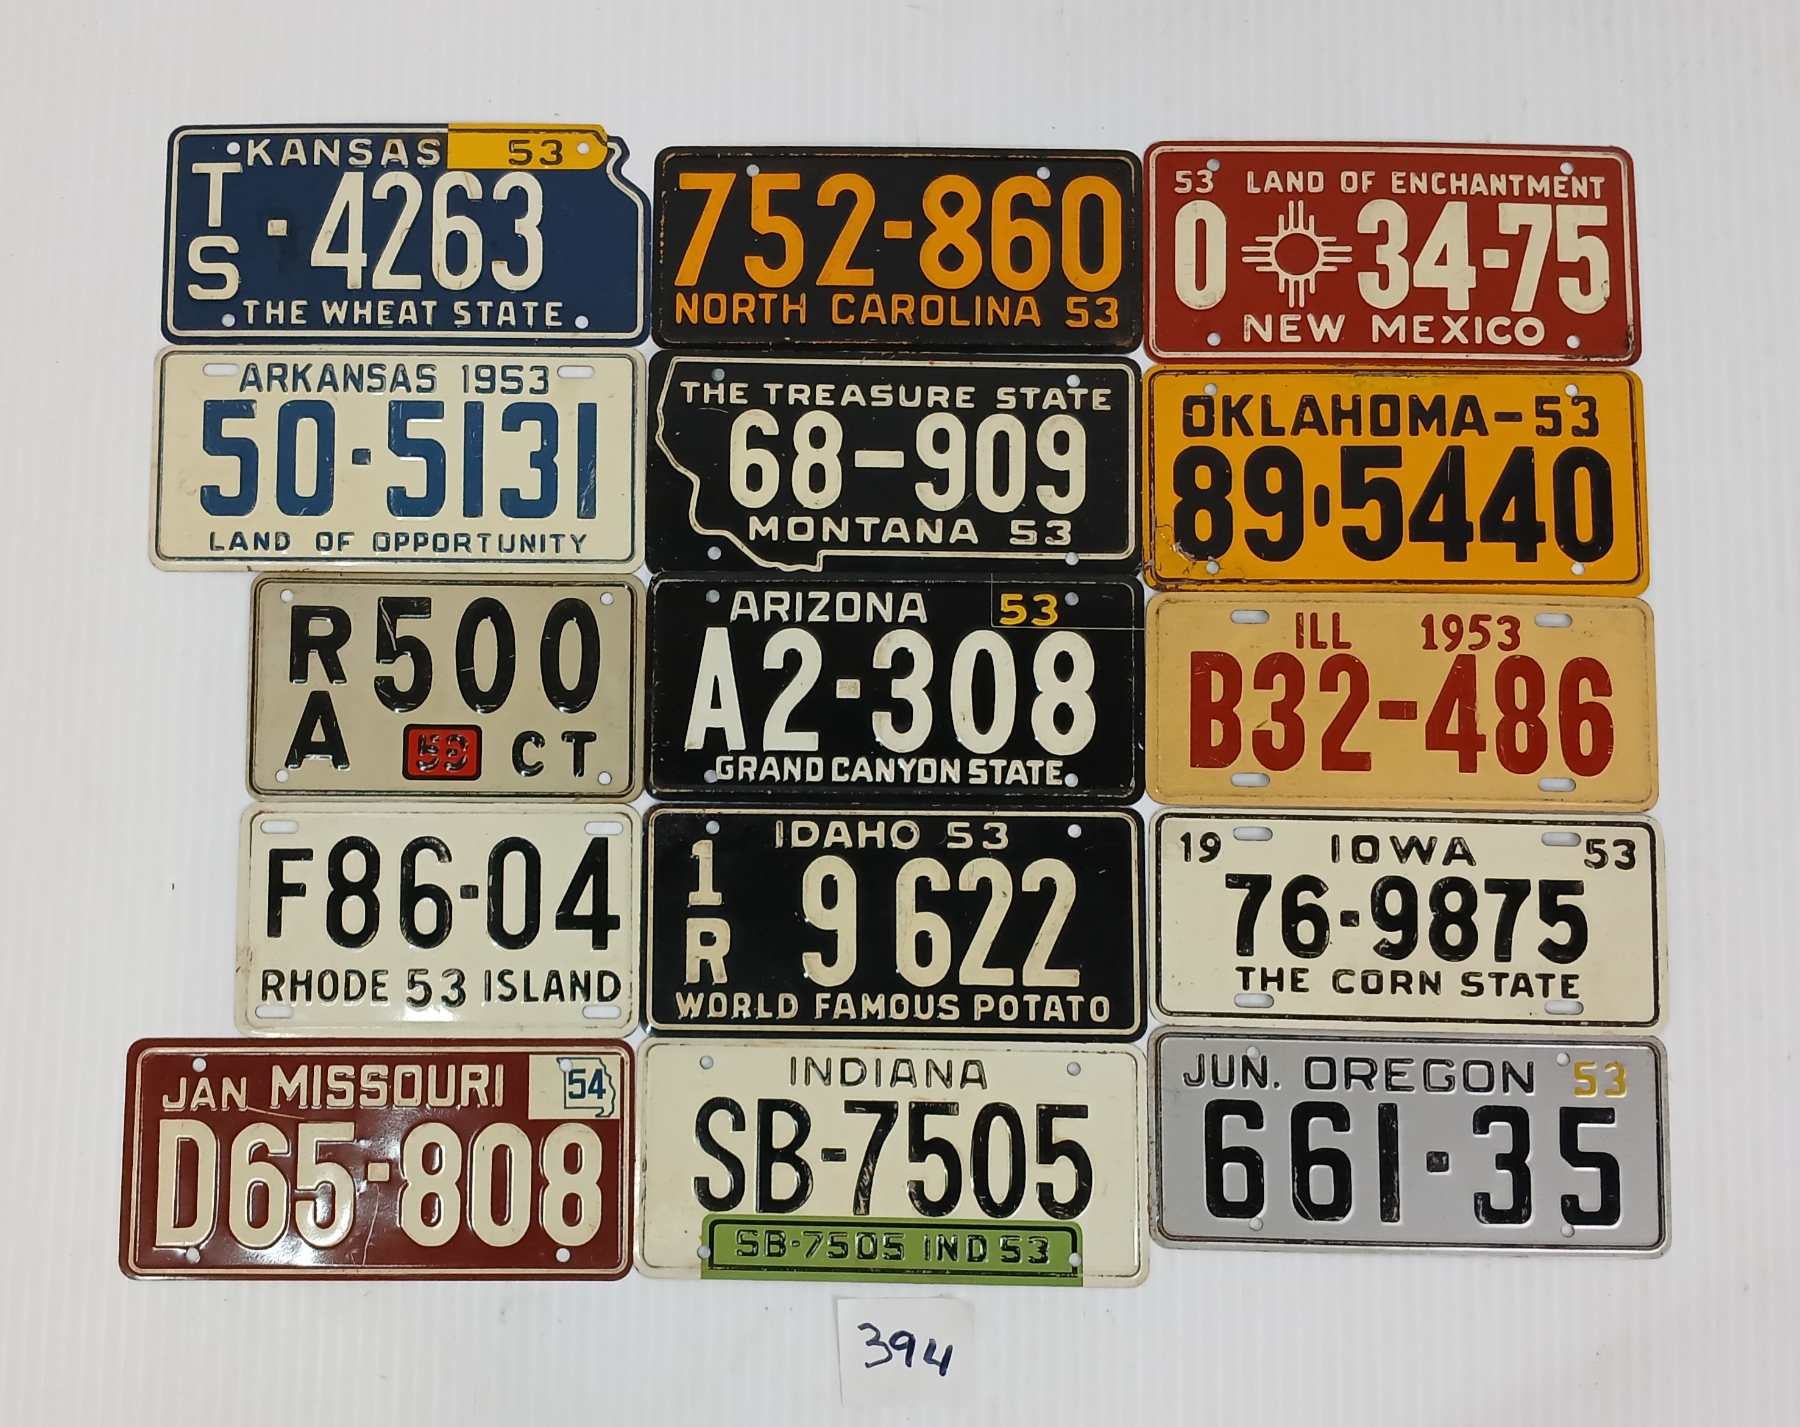 KANSAS 53
TS·4263
THE WHEAT STATE
752-860
NORTH CAROLINA 53
53 LAND OF ENCHANTMENT
0 34-75
NEW MEXICO
ARKANSAS 1953
50-5131
LAND OF OPPORTUNITY
THE TREASURE STATE
68-909
MONTANA 53
OKLAHOMA-53
89·5440
RA 500
53 CT
ARIZONA 53
A2-308
GRAND CANYON STATE
ILL 1953
B32-486
F86-04
RHODE 53 ISLAND
IDAHO 53
1R 9 622
WORLD FAMOUS POTATO
19 IOWA 53
76-9875
THE CORN STATE
JAN MISSOURI 54
D65-808
INDIANA
SB-7505
SB-7505 IND 53
JUN. OREGON 53
661·35
394